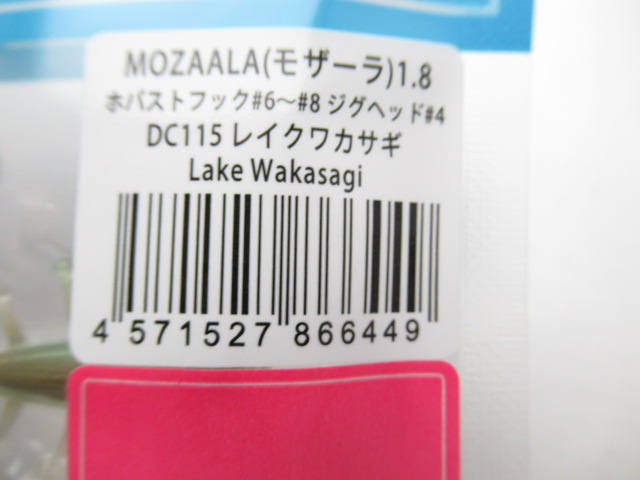 MOZAALA(モザーラ)1.8
ホバストフック#6～#8 ジグヘッド#4
DC115 レイクワカサギ
Lake Wakasagi
4 571527 866449